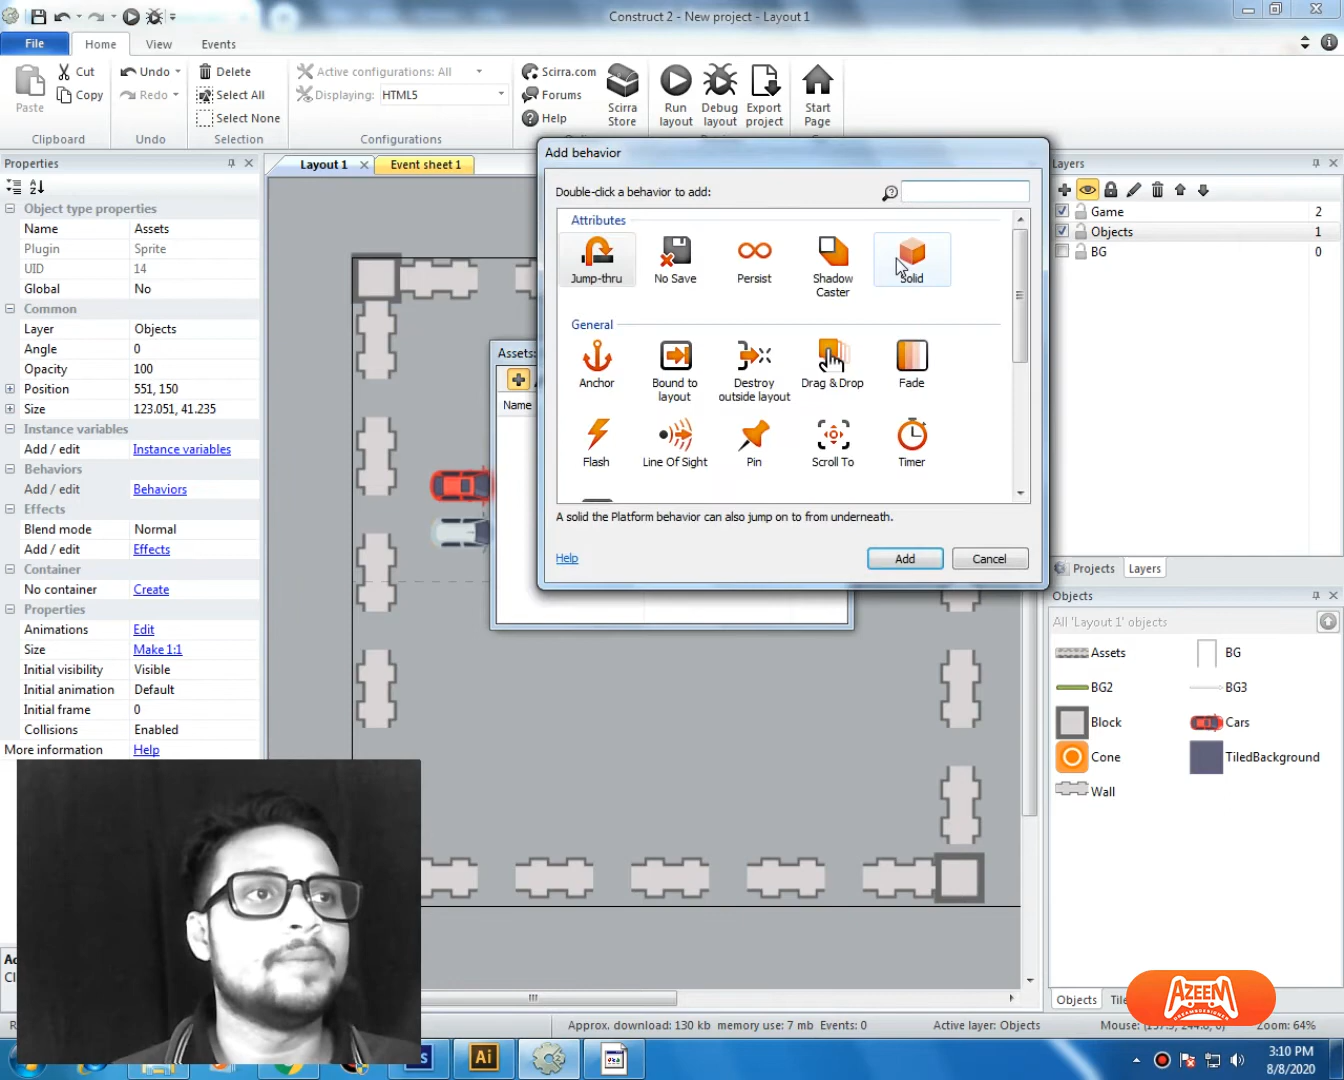 Construct 2 - New project - Layout 1
File
Home
View
Events
Paste
Cut
Copy
Clipboard
Undo
Redo
Undo
Delete
Select All
Select None
Selection
Active configurations: All
Displaying: HTML5
Configurations
Scirra.com
Forums
Help
Scirra Store
Run layout
Debug layout
Export project
Start Page
Properties
Layout 1
Event sheet 1
Object type properties
Name Assets
Plugin Sprite
UID 14
Global No
Common
Layer Objects
Angle 0
Opacity 100
Position 551, 150
Size 123.051, 41.235
Instance variables
Add / edit Instance variables
Behaviors
Add / edit Behaviors
Effects
Blend mode Normal
Add / edit Effects
Container
No container Create
Properties
Animations Edit
Size Make 1:1
Initial visibility Visible
Initial animation Default
Initial frame 0
Collisions Enabled
More information Help
Assets:
Name
Add behavior
Double-click a behavior to add:
Attributes
Jump-thru
No Save
Persist
Shadow Caster
Solid
General
Anchor
Bound to layout
Destroy outside layout
Drag & Drop
Fade
Flash
Line Of Sight
Pin
Scroll To
Timer
A solid the Platform behavior can also jump on to from underneath.
Help
Add
Cancel
Layers
Game 2
Objects 1
BG 0
Projects
Layers
Objects
All 'Layout 1' objects
Assets
BG
BG2
BG3
Block
Cars
Cone
TiledBackground
Wall
Objects
AZEEM
Approx. download: 130 kb memory use: 7 mb Events: 0
Active layer: Objects
Zoom: 64%
Ai
3:10 PM
8/8/2020